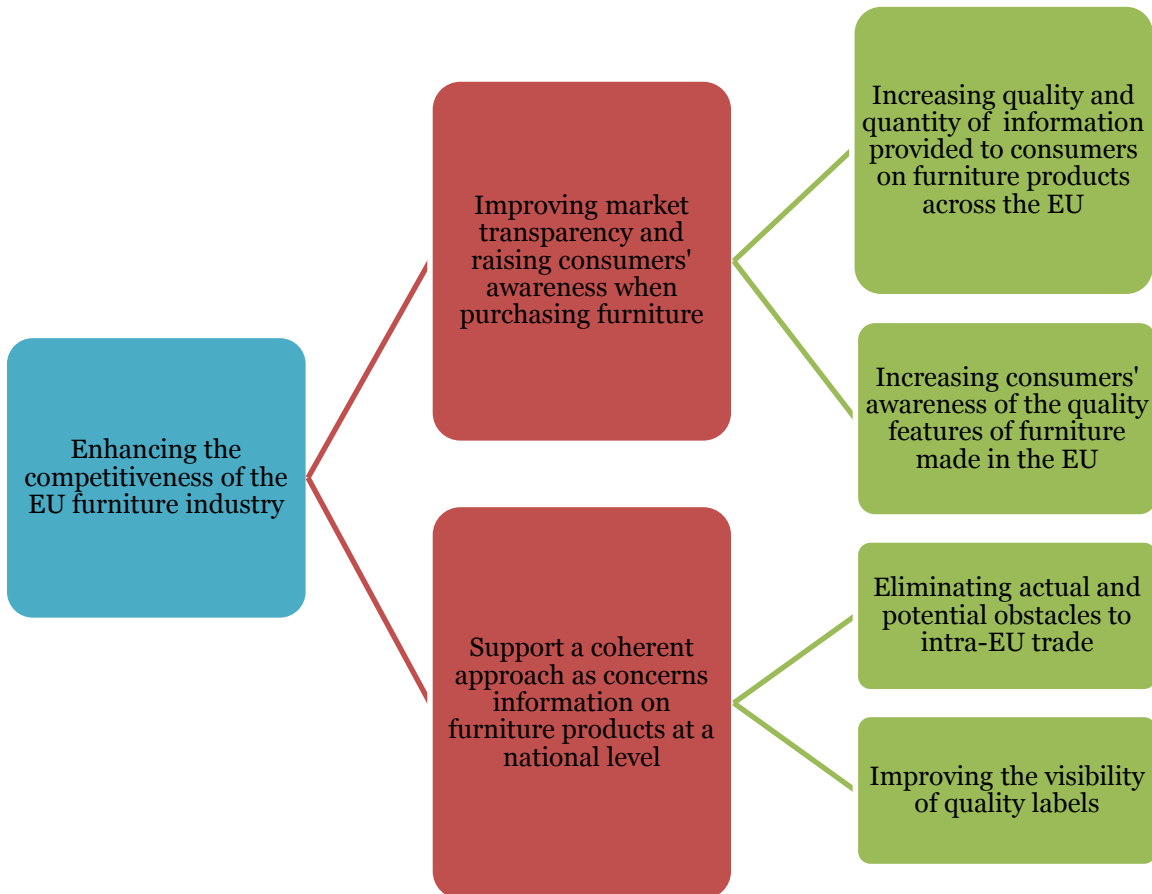 Enhancing the
competitiveness of the
EU furniture industry
Improving market
transparency and
raising consumers'
awareness when
purchasing furniture
Support a coherent
approach as concerns
information on
furniture products at a
national level
Increasing quality and
quantity of  information
provided to consumers
on furniture products
across the EU
Increasing consumers'
awareness of the quality
features of furniture
made in the EU
Eliminating actual and
potential obstacles to
intra-EU trade
Improving the visibility
of quality labels